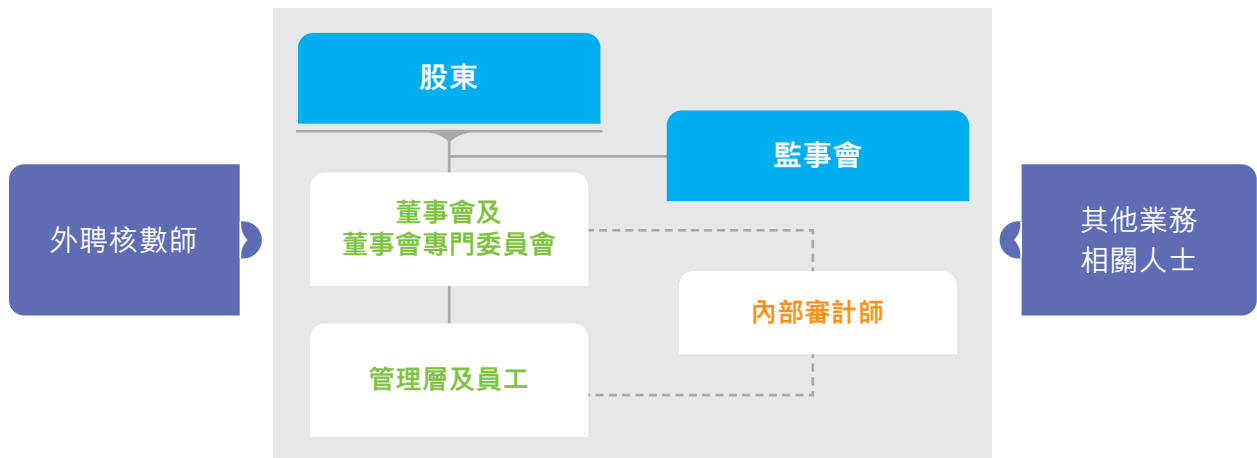 股東
監事會
外聘核數師
董事會及
董事會專門委員會
其他業務
相關人士
內部審計師
管理層及員工